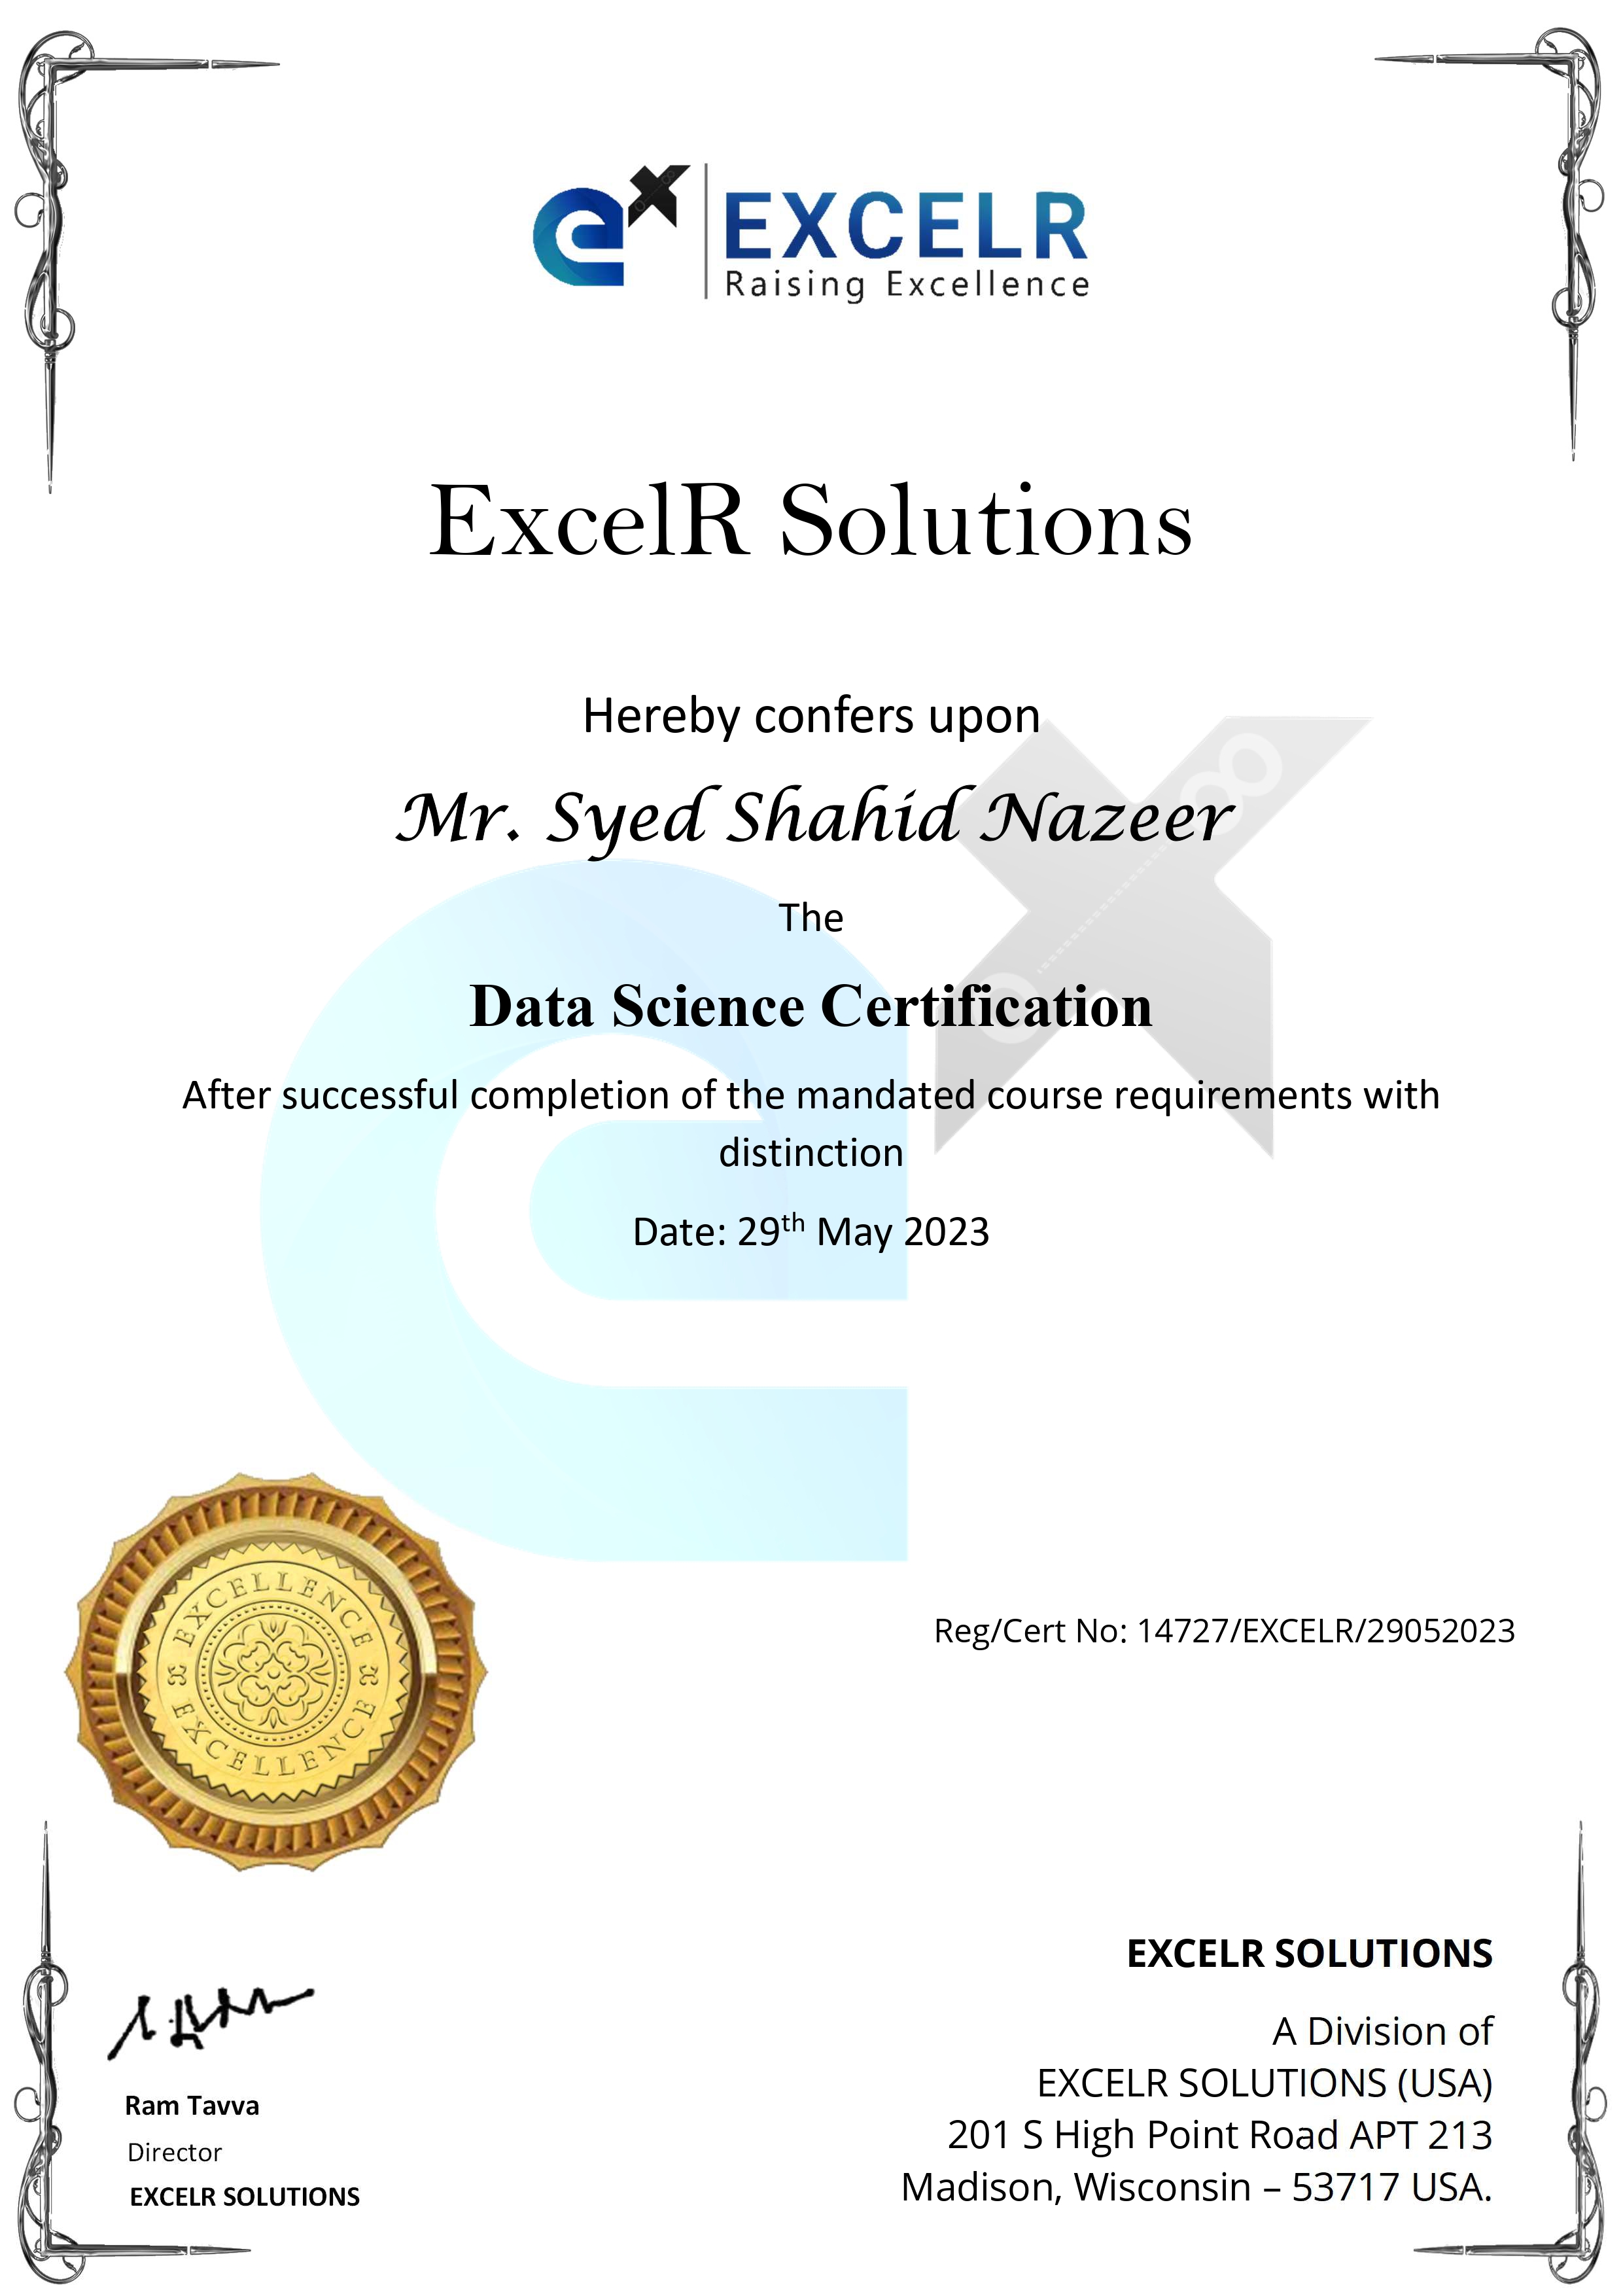 EXCELR
Raising Excellence
ExcelR Solutions
Hereby confers upon
Mr. Syed Shahid Nazeer
The
Data Science Certification
After successful completion of the mandated course requirements with
distinction
Date: 29th May 2023
EXCELLENCE
EXCELLENCE
Reg/Cert No: 14727/EXCELR/29052023
Ram Tavva
Director
EXCELR SOLUTIONS
EXCELR SOLUTIONS
A Division of
EXCELR SOLUTIONS (USA)
201 S High Point Road APT 213
Madison, Wisconsin – 53717 USA.